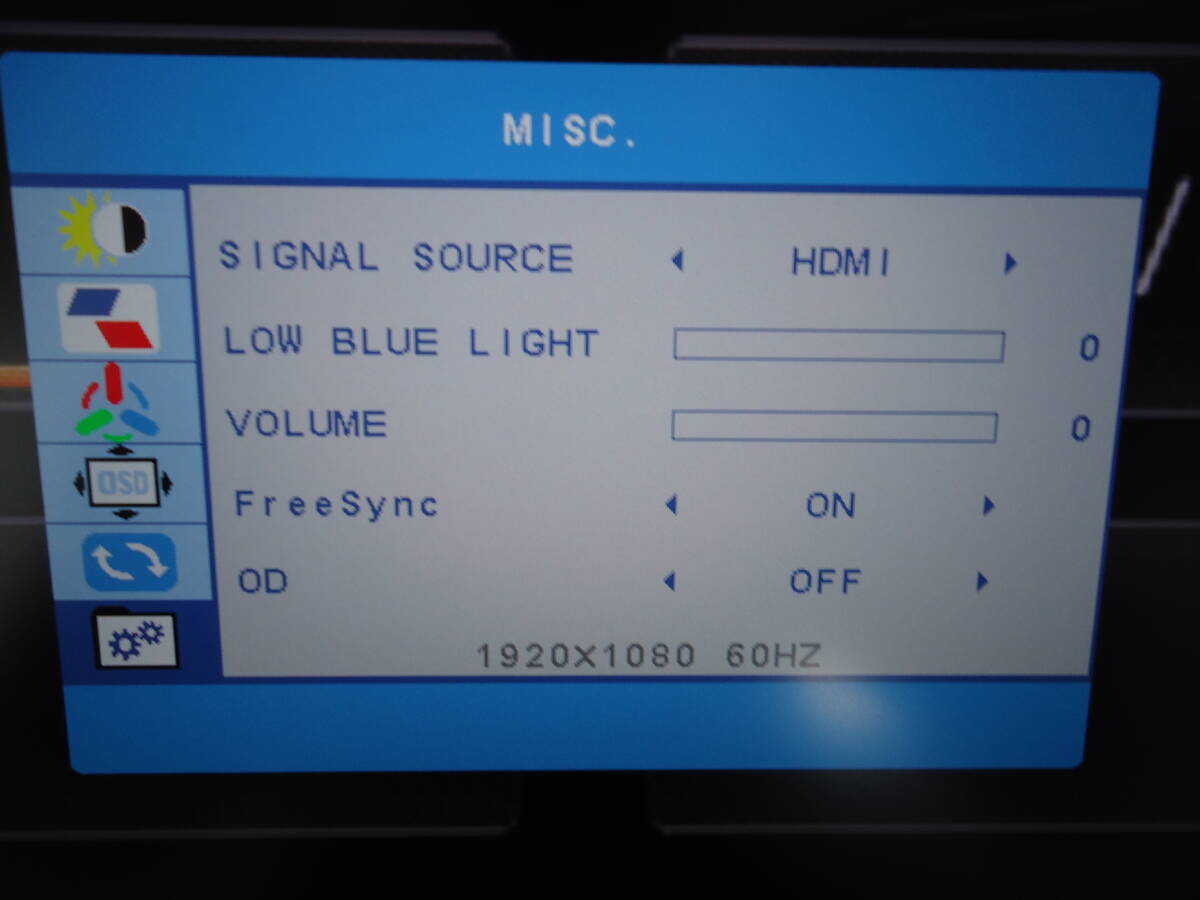 MISC.
SIGNAL SOURCE HDMI
LOW BLUE LIGHT 0
VOLUME 0
FreeSync ON
OSD
OD OFF
1920X1080 60HZ